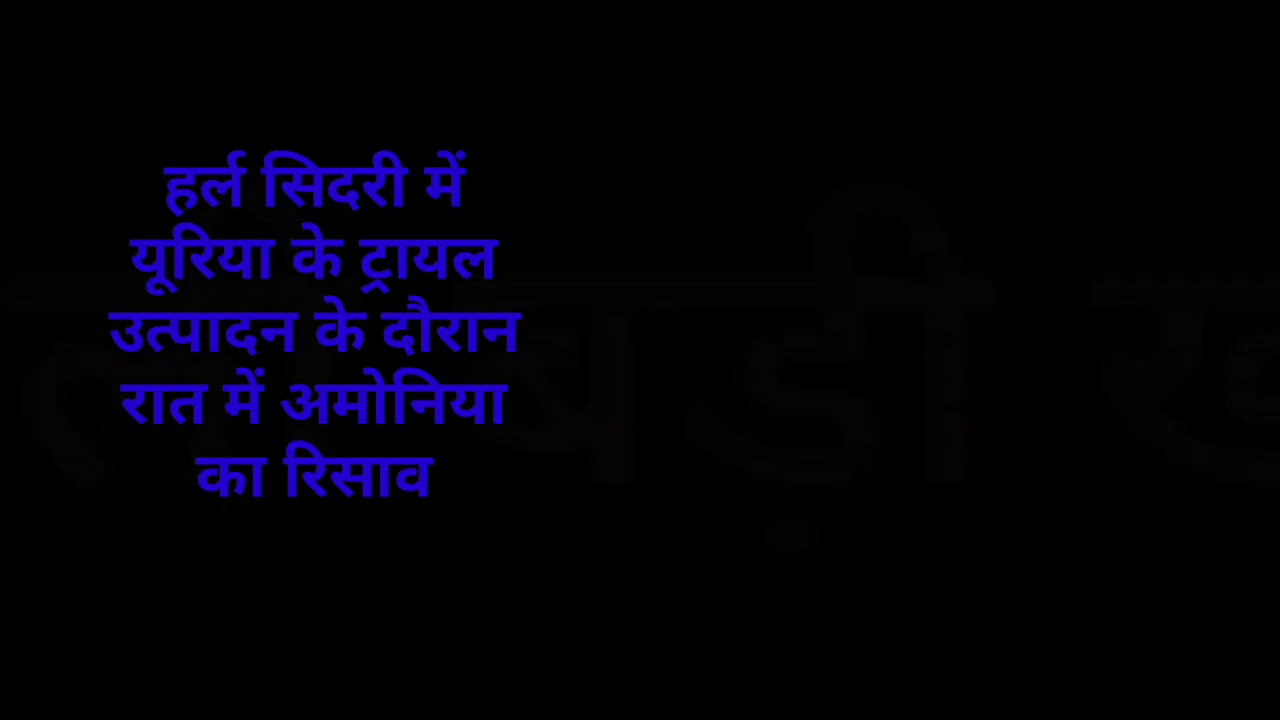 हर्ल सिदरी में
यूरिया के ट्रायल
उत्पादन के दौरान
रात में अमोनिया
का रिसाव